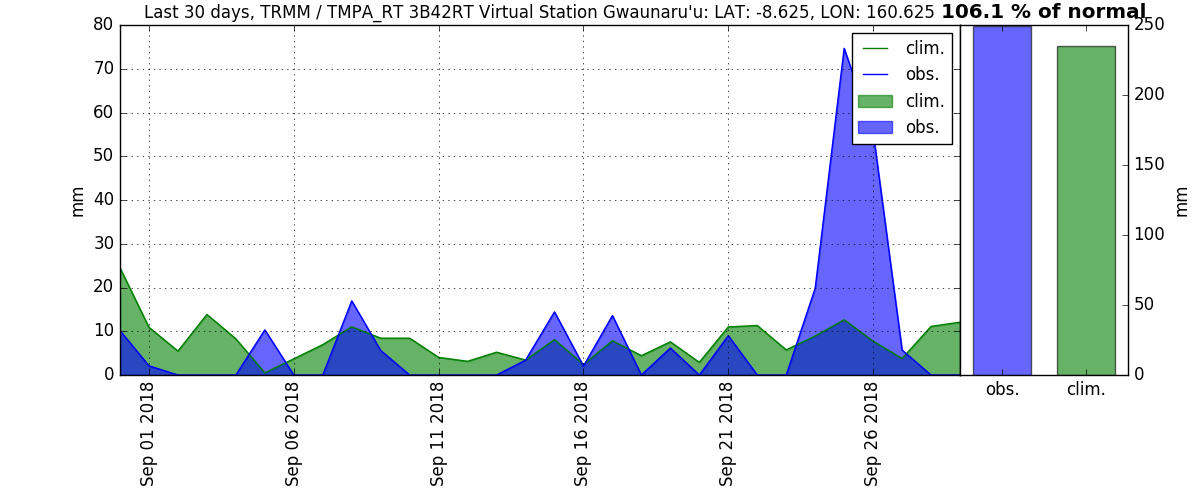 Last 30 days, TRMM / TMPA_RT 3B42RT Virtual Station Gwaunaru'u: LAT: -8.625, LON: 160.625 106.1 % of normal
80
70
60
50
40
30
20
10
0
mm
clim.
obs.
clim.
obs.
Sep 01 2018
Sep 06 2018
Sep 11 2018
Sep 16 2018
Sep 21 2018
Sep 26 2018
250
200
150
100
50
0
mm
obs.
clim.